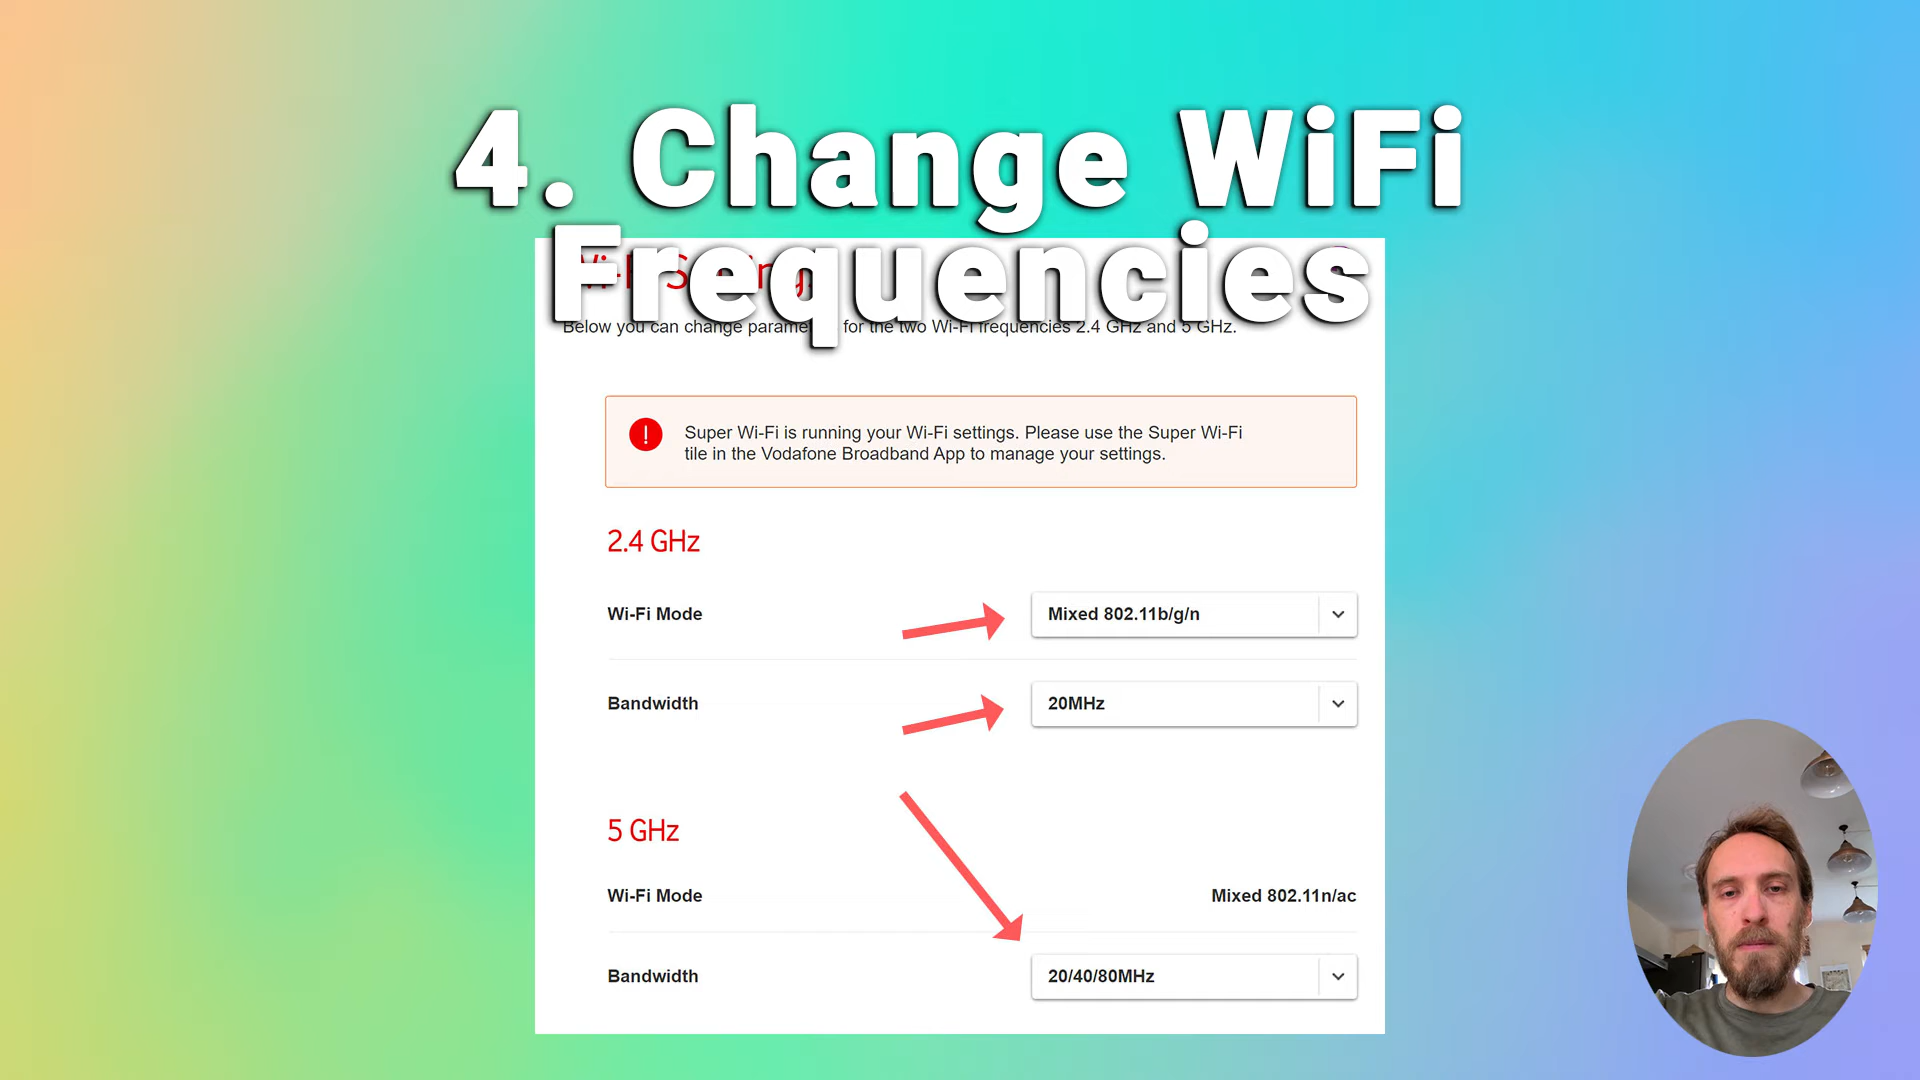 4. Change WiFi
Frequencies
Below you can change for the two Wi-Fi frequencies 2.4 GHz and 5 GHz.
Super Wi-Fi is running your Wi-Fi settings. Please use the Super Wi-Fi
tile in the Vodafone Broadband App to manage your settings.
2.4 GHz
Wi-Fi Mode
Mixed 802.11b/g/n
Bandwidth
20MHz
5 GHz
Wi-Fi Mode
Mixed 802.11n/ac
Bandwidth
20/40/80MHz